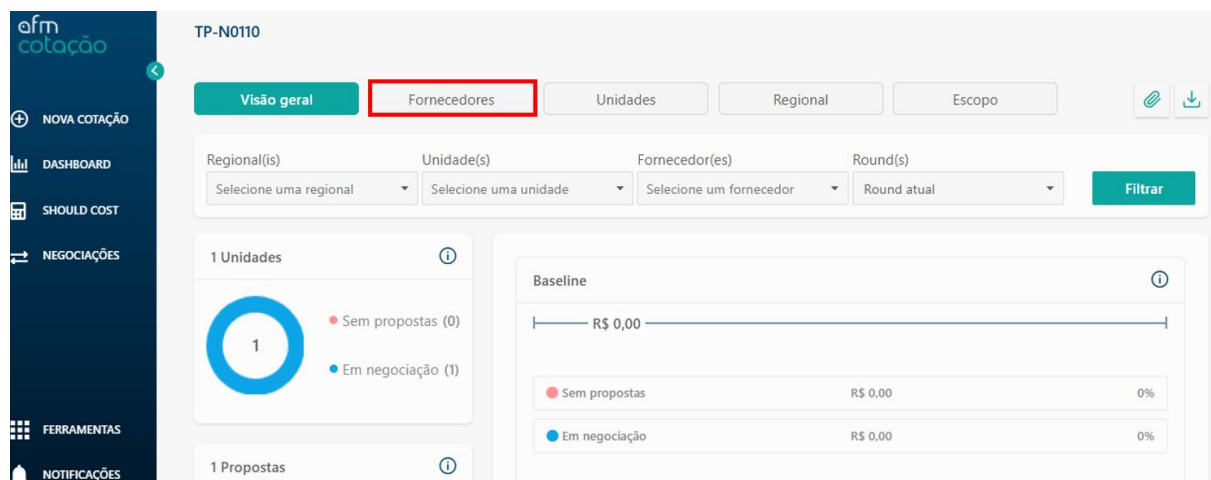 afm
cotação
TP-N0110
Visão geral
Fornecedores
Unidades
Regional
Escopo
NOVA COTAÇÃO
DASHBOARD
SHOULD COST
NEGOCIAÇÕES
FERRAMENTAS
NOTIFICAÇÕES
Regional(is)
Unidade(s)
Fornecedor(es)
Round(s)
Selecione uma regional
Selecione uma unidade
Selecione um fornecedor
Round atual
Filtrar
1 Unidades
1
Sem propostas (0)
Em negociação (1)
1 Propostas
Baseline
R$ 0,00
Sem propostas R$ 0,00 0%
Em negociação R$ 0,00 0%